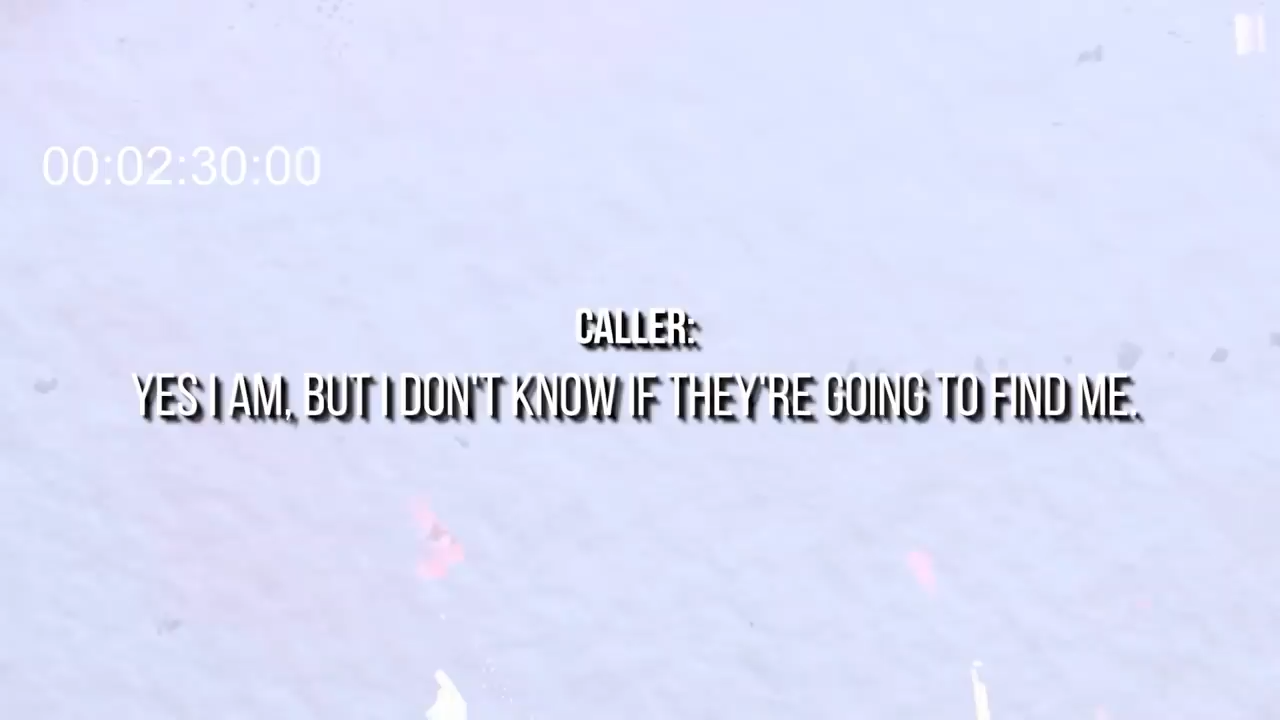 00:02:30:00
CALLER:
YES I AM, BUT I DON'T KNOW IF THEY'RE GOING TO FIND ME.